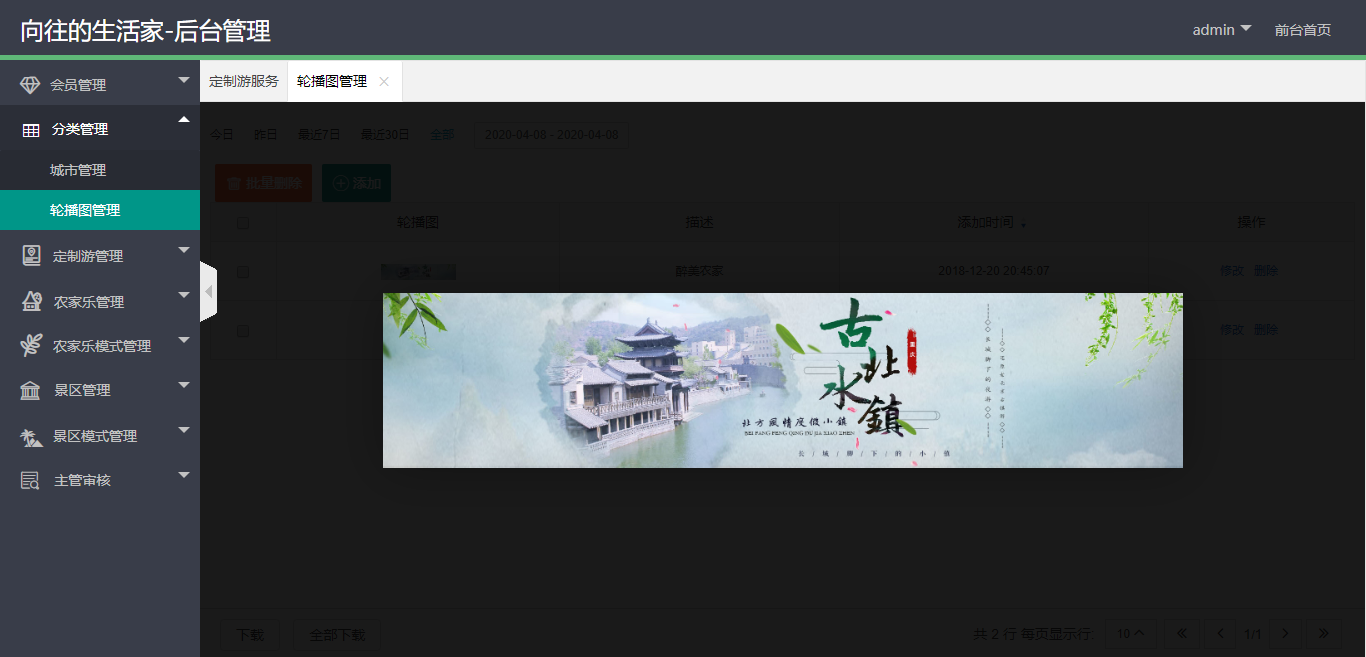 向往的生活家-后台管理
admin 前台首页
会员管理
分类管理
城市管理
轮播图管理
定制游管理
农家乐管理
农家乐模式管理
景区管理
景区模式管理
主管审核
定制游服务 轮播图管理
今日 昨日 最近7日 最近30日 全部 2020-04-08 - 2020-04-08
批量删除 添加
轮播图 描述 添加时间 操作
醉美农家 2018-12-20 20:45:07 修改 删除
修改 删除
古北水鎮
北方風情度假小鎮
BEI FANG FENG QING DU JIA XIAO ZHEN
长 / 城 / 脚 / 下 / 的 / 小 / 镇
下载 全部下载 共 2 行 每页显示行: 10 1/1